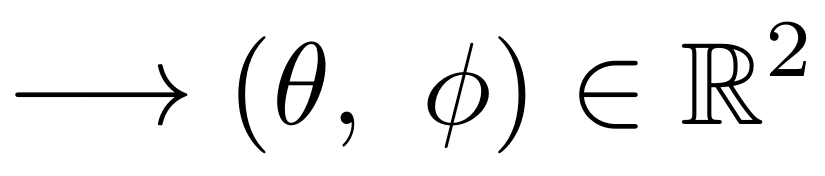 ⟶ (θ, ϕ) ∈ ℝ²